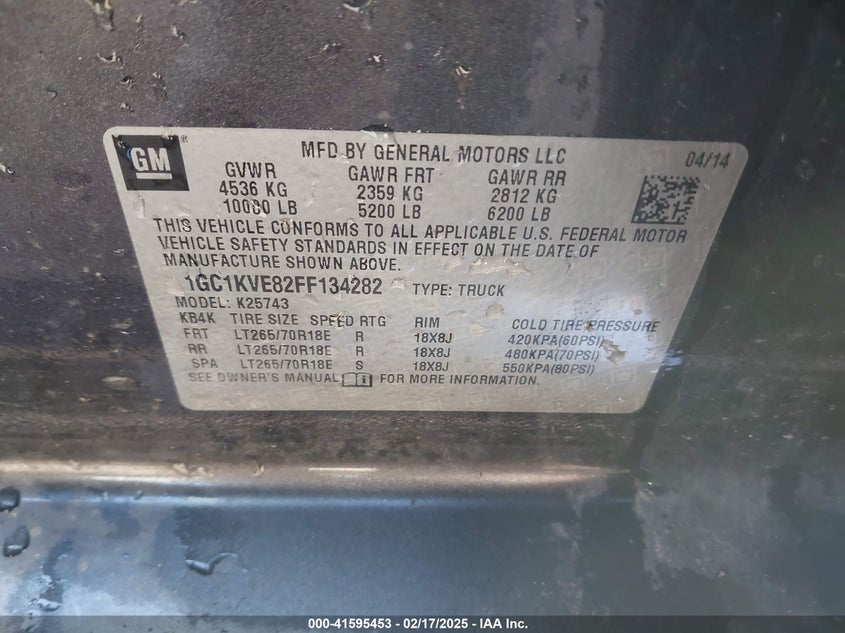 GM
MFD BY GENERAL MOTORS LLC 04/14
GVWR GAWR FRT GAWR RR
4536 KG 2359 KG 2812 KG
10000 LB 5200 LB 6200 LB
THIS VEHICLE CONFORMS TO ALL APPLICABLE U.S. FEDERAL MOTOR
VEHICLE SAFETY STANDARDS IN EFFECT ON THE DATE OF
MANUFACTURE SHOWN ABOVE.
1GC1KVE82FF134282 TYPE: TRUCK
MODEL: K25743
KB4K TIRE SIZE SPEED RTG RIM COLD TIRE PRESSURE
FRT LT265/70R18E R 18X8J 420KPA(60PSI)
RR LT265/70R18E R 18X8J 480KPA(70PSI)
SPA LT265/70R18E S 18X8J 550KPA(80PSI)
SEE OWNER'S MANUAL FOR MORE INFORMATION.
000-41595453 - 02/17/2025 - IAA Inc.